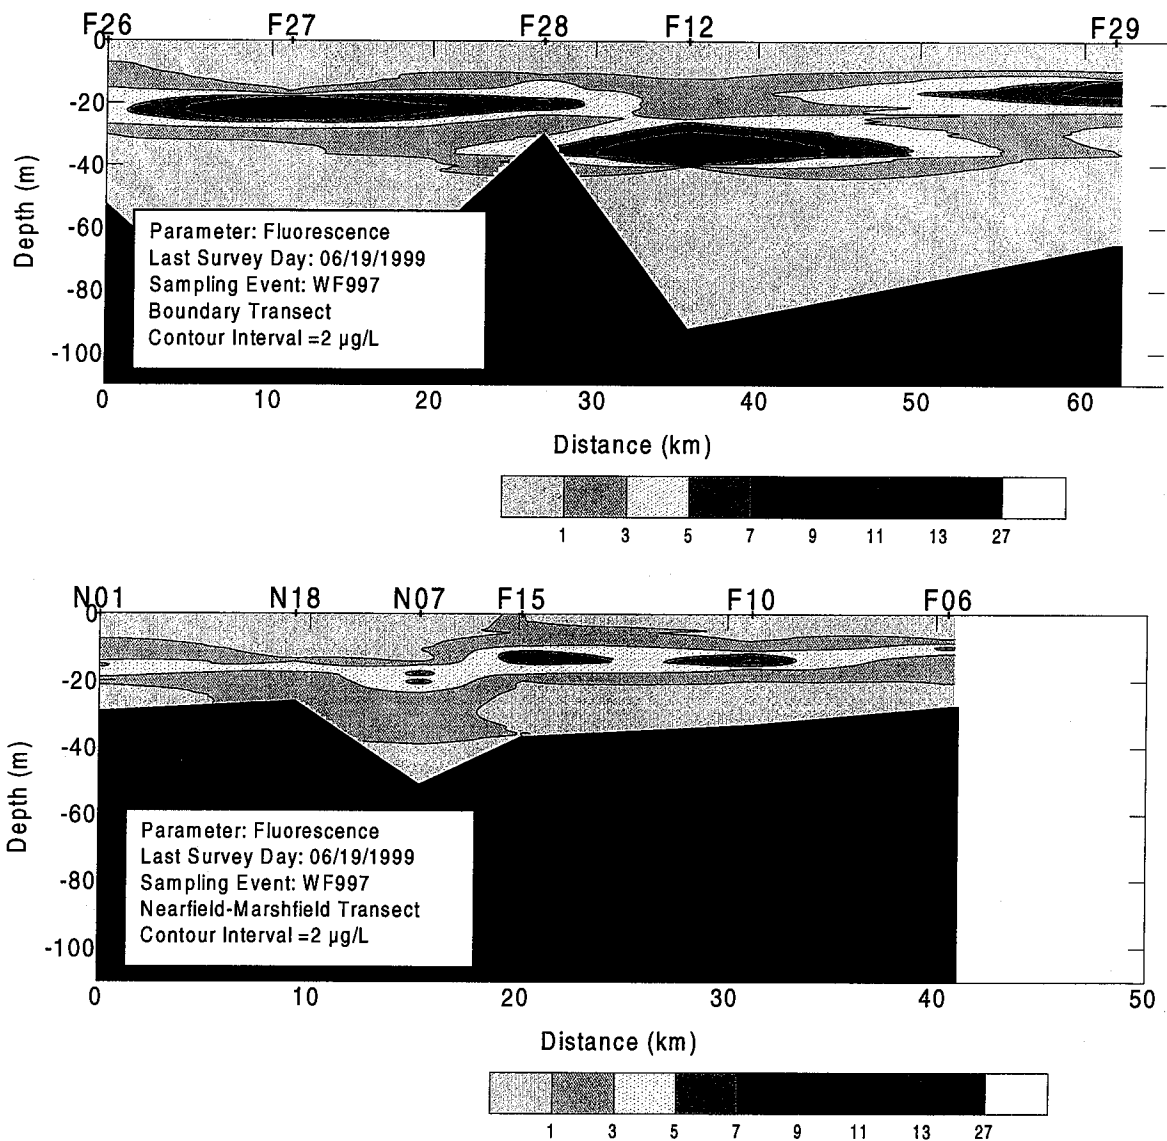 F26 F27 F28 F12 F29
0
-20
-40
-60
-80
-100
Depth (m)
Parameter: Fluorescence
Last Survey Day: 06/19/1999
Sampling Event: WF997
Boundary Transect
Contour Interval =2 µg/L
0 10 20 30 40 50 60
Distance (km)
1 3 5 7 9 11 13 27
N01 N18 N07 F15 F10 F06
0
-20
-40
-60
-80
-100
Depth (m)
Parameter: Fluorescence
Last Survey Day: 06/19/1999
Sampling Event: WF997
Nearfield-Marshfield Transect
Contour Interval =2 µg/L
0 10 20 30 40 50
Distance (km)
1 3 5 7 9 11 13 27